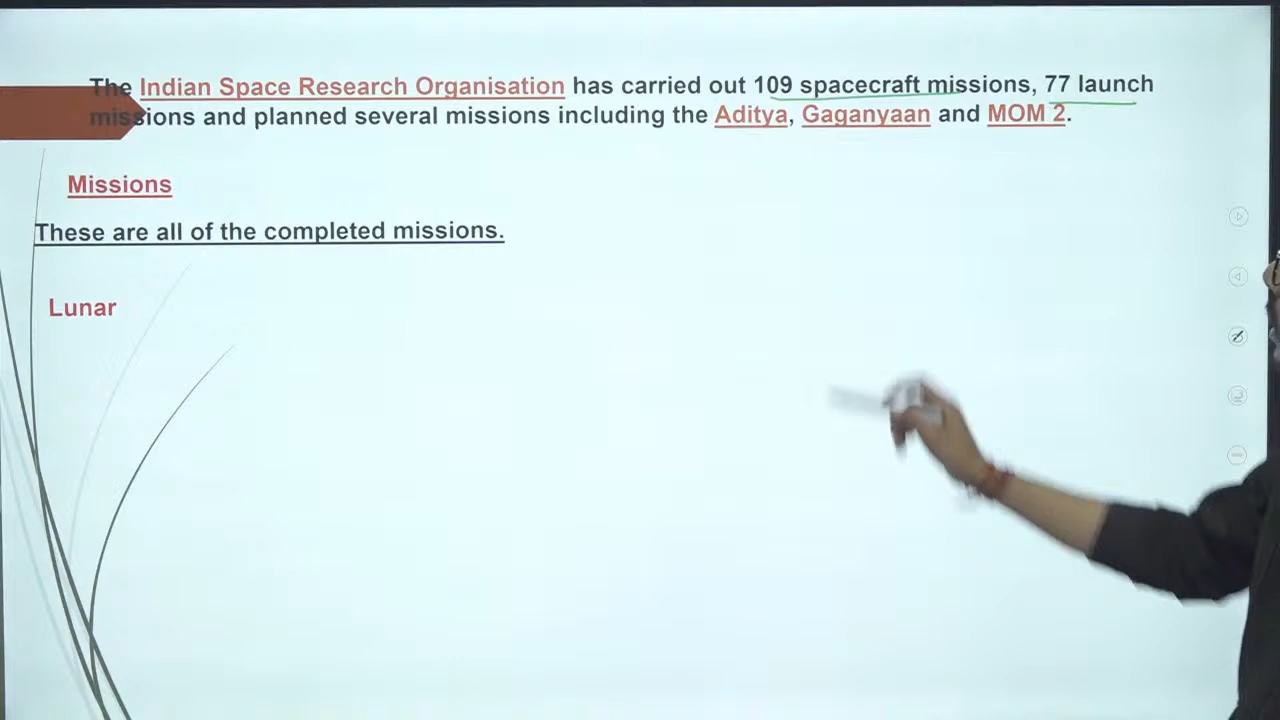 The Indian Space Research Organisation has carried out 109 spacecraft missions, 77 launch
missions and planned several missions including the Aditya, Gaganyaan and MOM 2.
Missions
These are all of the completed missions.
Lunar